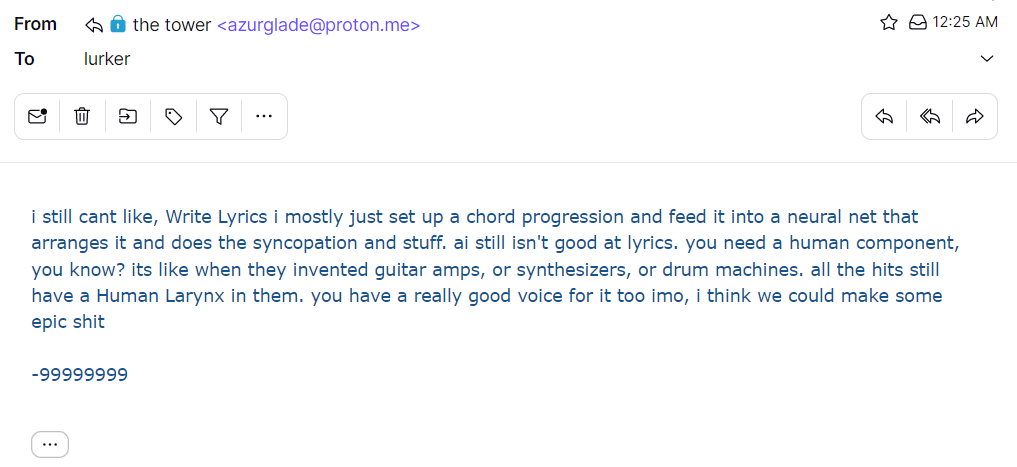 From the tower <azurglade@proton.me> 12:25 AM
To lurker
i still cant like, Write Lyrics i mostly just set up a chord progression and feed it into a neural net that
arranges it and does the syncopation and stuff. ai still isn't good at lyrics. you need a human component,
you know? its like when they invented guitar amps, or synthesizers, or drum machines. all the hits still
have a Human Larynx in them. you have a really good voice for it too imo, i think we could make some
epic shit
-99999999